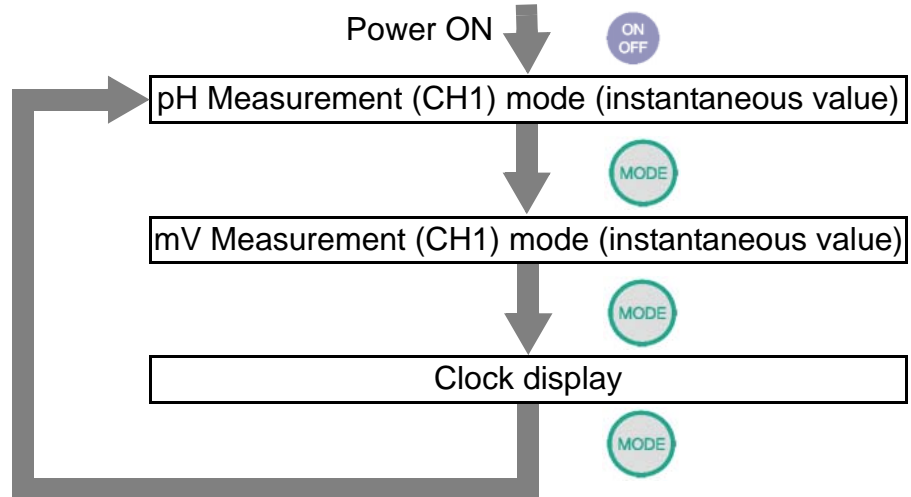 Power ON
ON
OFF
pH Measurement (CH1) mode (instantaneous value)
MODE
mV Measurement (CH1) mode (instantaneous value)
MODE
Clock display
MODE